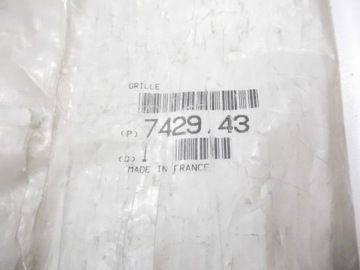 GRILLE
(P) 7429.43
(Q) 1
MADE IN FRANCE